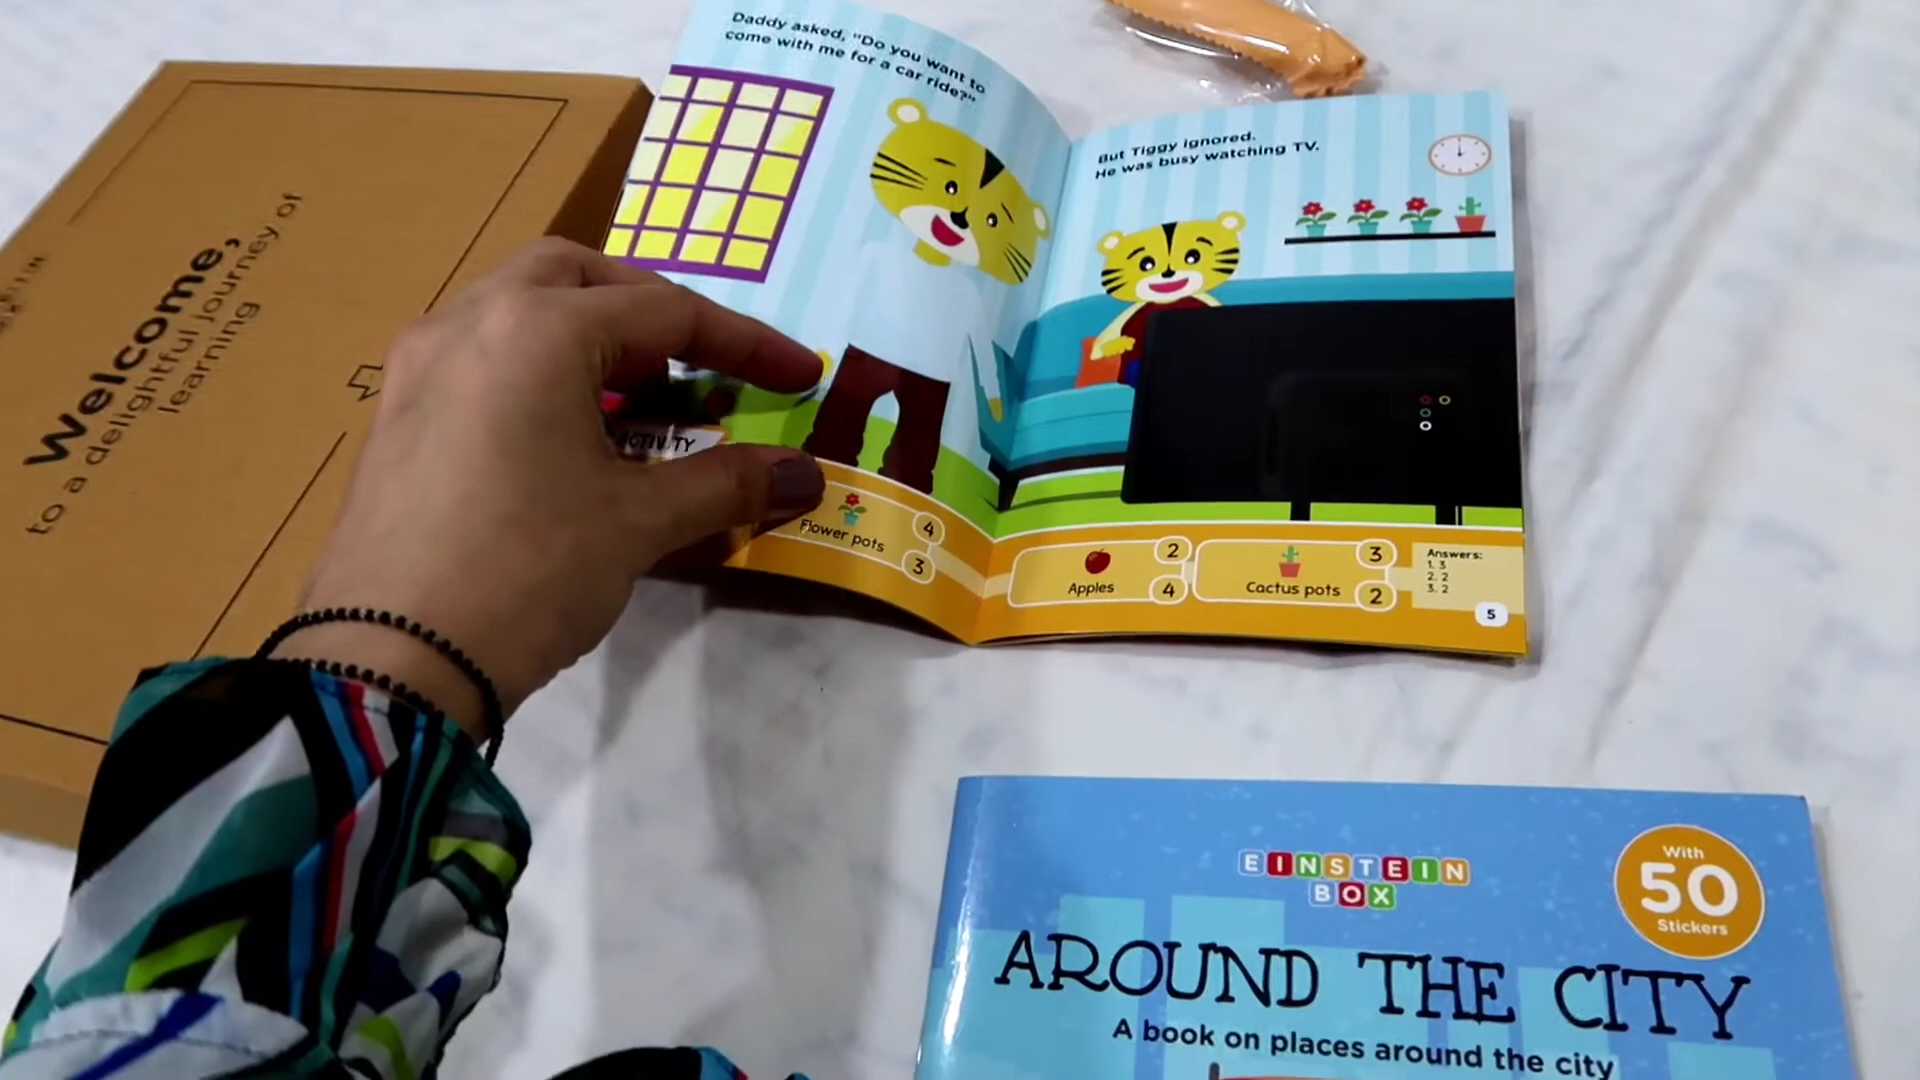 Welcome,
to a delightful journey of
learning
Daddy asked, "Do you want to
come with me for a car ride?"
But Tiggy ignored.
He was busy watching TV.
Flower pots
4
3
Apples
2
4
Cactus pots
3
2
Answers:
1. 3
2. 2
3. 2
5
EINSTEIN
BOX
With
50
Stickers
AROUND THE CITY
A book on places around the city